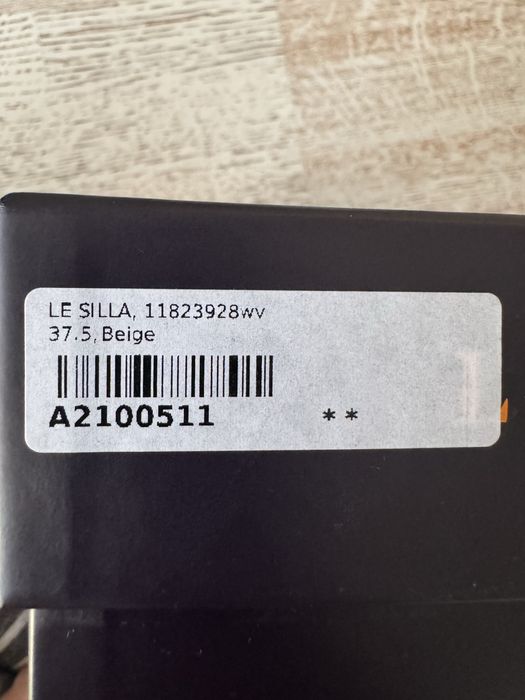 LE SILLA, 11823928wv
37.5, Beige
A2100511 **